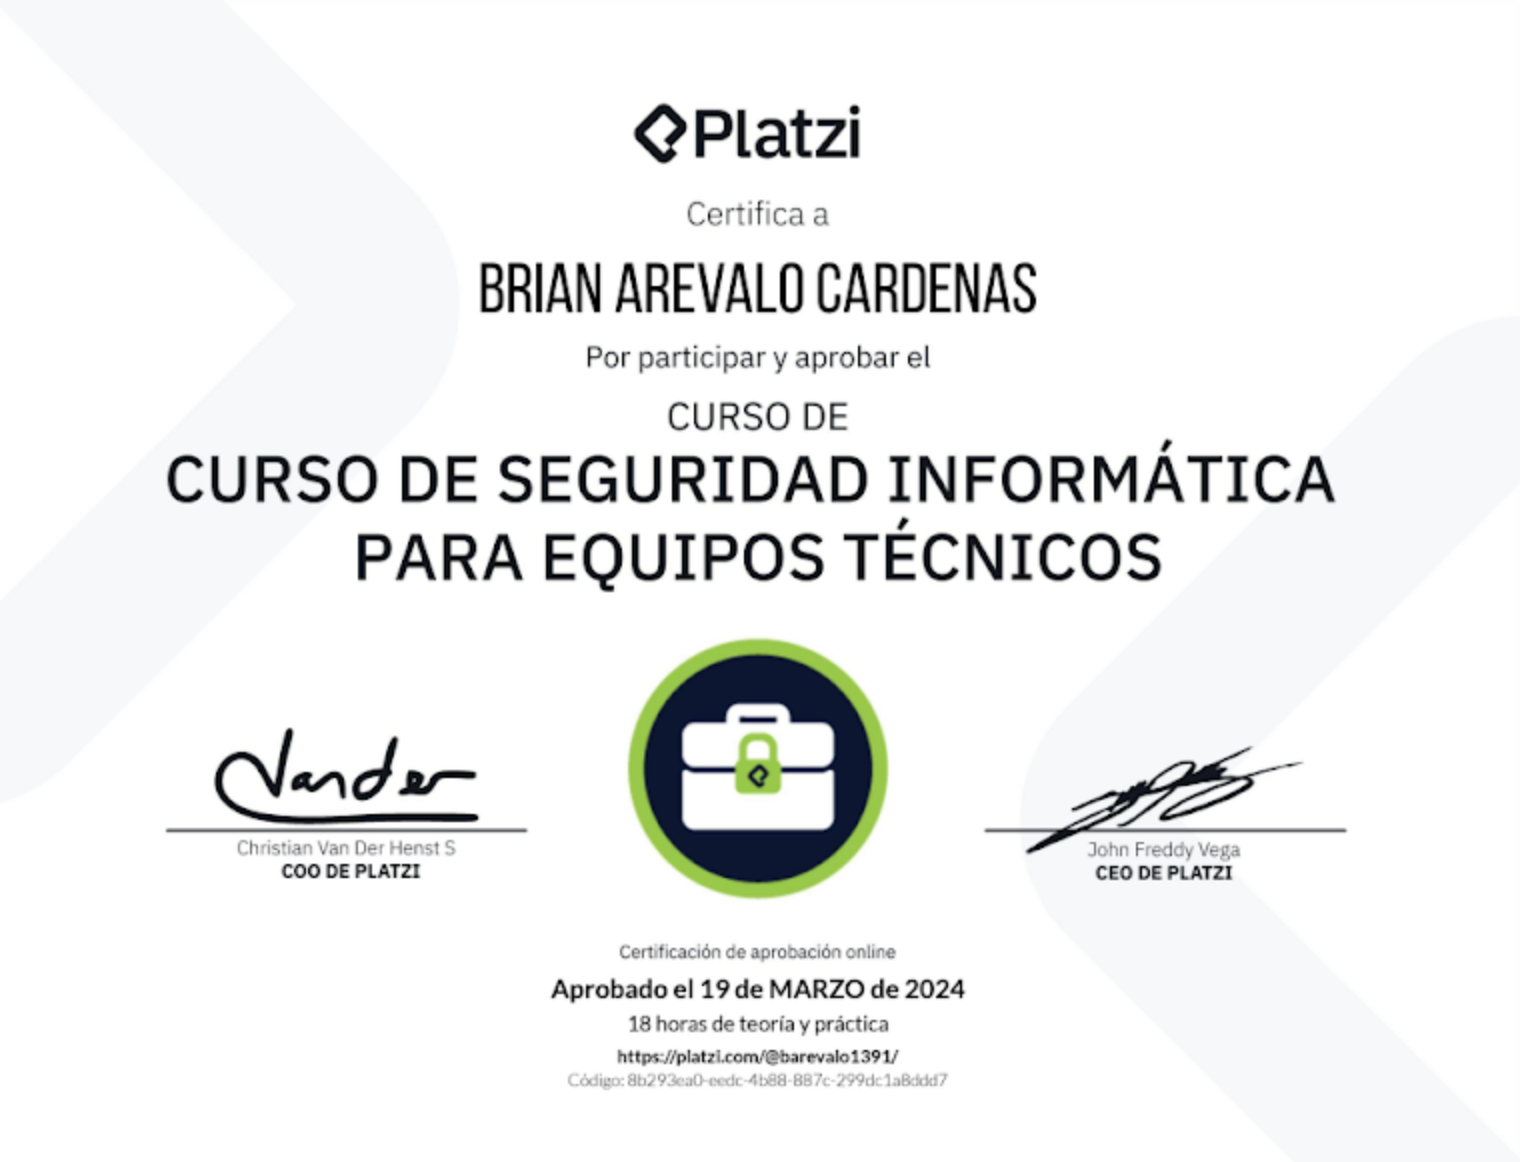 Platzi
Certifica a
BRIAN AREVALO CARDENAS
Por participar y aprobar el
CURSO DE
CURSO DE SEGURIDAD INFORMÁTICA
PARA EQUIPOS TÉCNICOS
Vander
Christian Van Der Henst S
COO DE PLATZI
John Freddy Vega
CEO DE PLATZI
Certificación de aprobación online
Aprobado el 19 de MARZO de 2024
18 horas de teoría y práctica
https://platzi.com/@barevalo1391/
Código: 8b293ea0-eedc-4b88-887c-299dc1a8ddd7